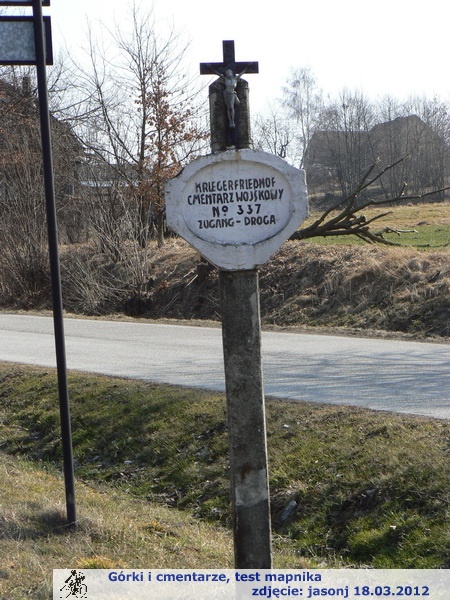 KRIEGERFRIEDHOF
CMENTARZ WOJSKOWY
No 337
ZUGANG - DROGA
Górki i cmentarze, test mapnika
zdjęcie: jasonj 18.03.2012